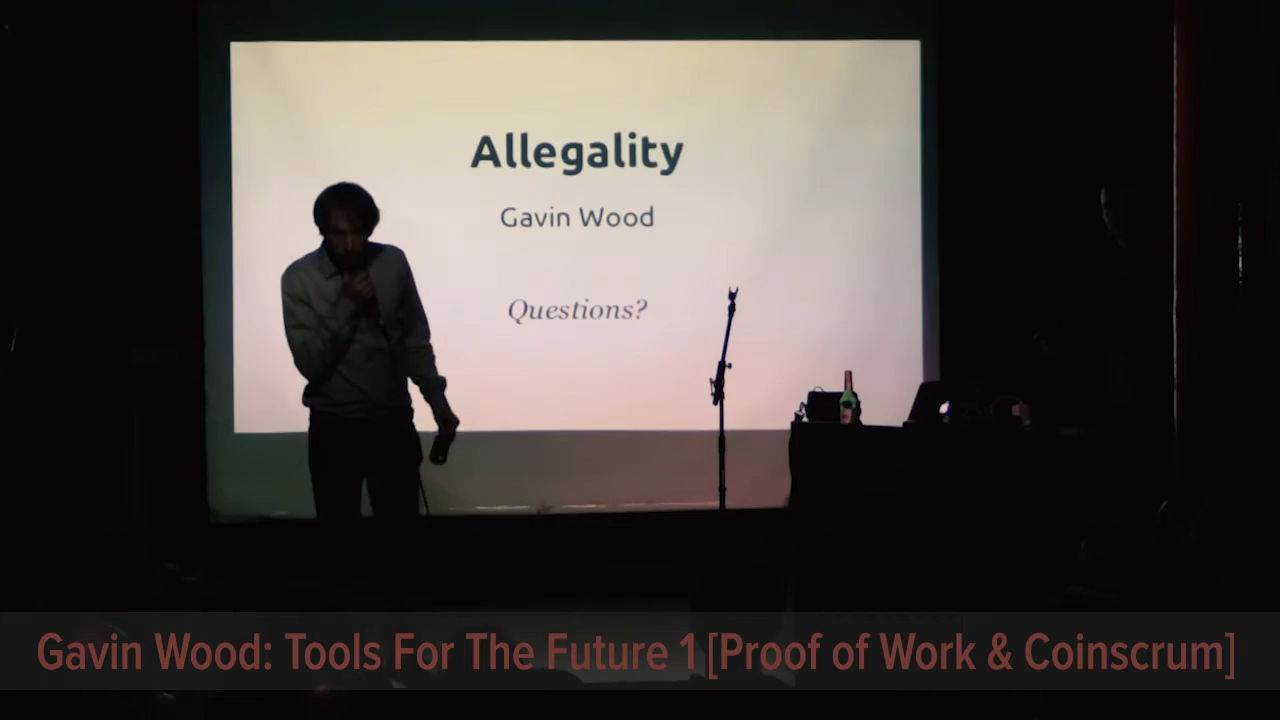 Allegality
Gavin Wood
Questions?
Gavin Wood: Tools For The Future 1 [Proof of Work & Coinscrum]